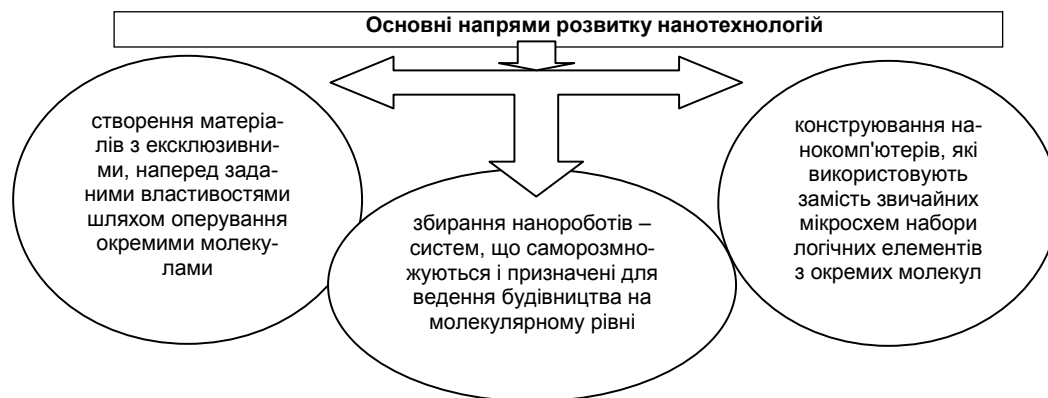 Основні напрями розвитку нанотехнологій
створення матеріа-
лів з ексклюзивни-
ми, наперед зада-
ними властивостями
шляхом оперування
окремими молеку-
лами
збирання нанороботів –
систем, що саморозмно-
жуються і призначені для
ведення будівництва на
молекулярному рівні
конструювання на-
нокомп'ютерів, які
використовують
замість звичайних
мікросхем набори
логічних елементів
з окремих молекул